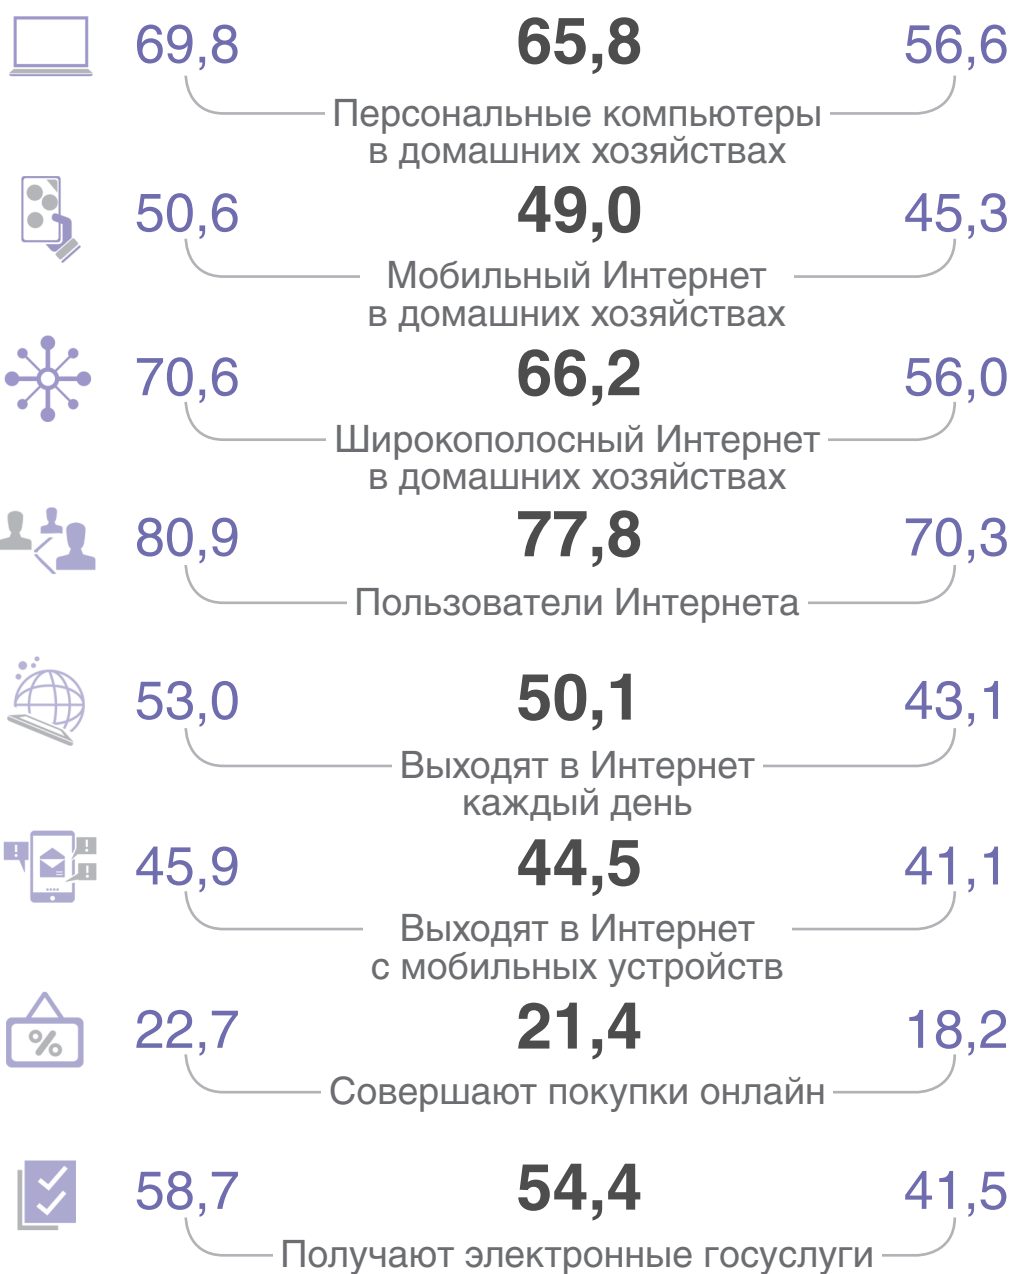 69,8 65,8 56,6
Персональные компьютеры
в домашних хозяйствах
50,6 49,0 45,3
Мобильный Интернет
в домашних хозяйствах
70,6 66,2 56,0
Широкополосный Интернет
в домашних хозяйствах
80,9 77,8 70,3
Пользователи Интернета
53,0 50,1 43,1
Выходят в Интернет
каждый день
45,9 44,5 41,1
Выходят в Интернет
с мобильных устройств
%
22,7 21,4 18,2
Совершают покупки онлайн
58,7 54,4 41,5
Получают электронные госуслуги